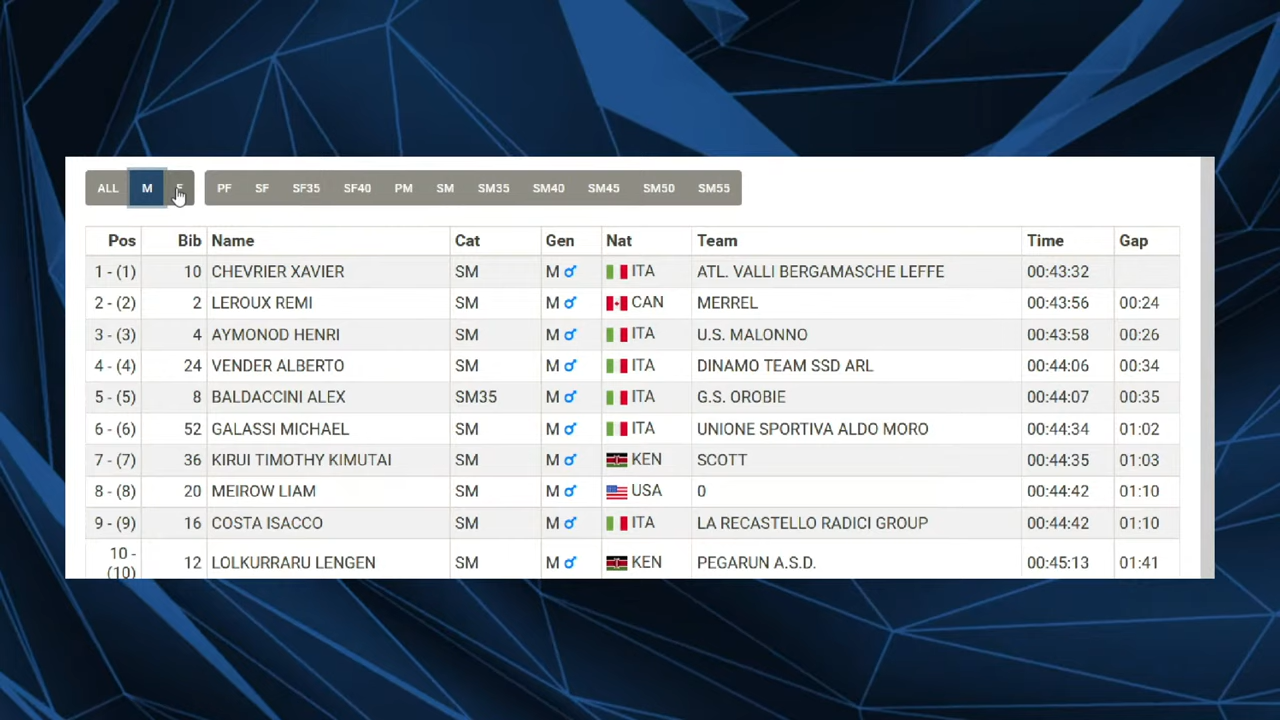 ALL M F PF SF SF35 SF40 PM SM SM35 SM40 SM45 SM50 SM55
Pos Bib Name Cat Gen Nat Team Time Gap
1 - (1) 10 CHEVRIER XAVIER SM M ITA ATL. VALLI BERGAMASCHE LEFFE 00:43:32
2 - (2) 2 LEROUX REMI SM M CAN MERREL 00:43:56 00:24
3 - (3) 4 AYMONOD HENRI SM M ITA U.S. MALONNO 00:43:58 00:26
4 - (4) 24 VENDER ALBERTO SM M ITA DINAMO TEAM SSD ARL 00:44:06 00:34
5 - (5) 8 BALDACCINI ALEX SM35 M ITA G.S. OROBIE 00:44:07 00:35
6 - (6) 52 GALASSI MICHAEL SM M ITA UNIONE SPORTIVA ALDO MORO 00:44:34 01:02
7 - (7) 36 KIRUI TIMOTHY KIMUTAI SM M KEN SCOTT 00:44:35 01:03
8 - (8) 20 MEIROW LIAM SM M USA 0 00:44:42 01:10
9 - (9) 16 COSTA ISACCO SM M ITA LA RECASTELLO RADICI GROUP 00:44:42 01:10
10 - (10) 12 LOLKURRARU LENGEN SM M KEN PEGARUN A.S.D. 00:45:13 01:41